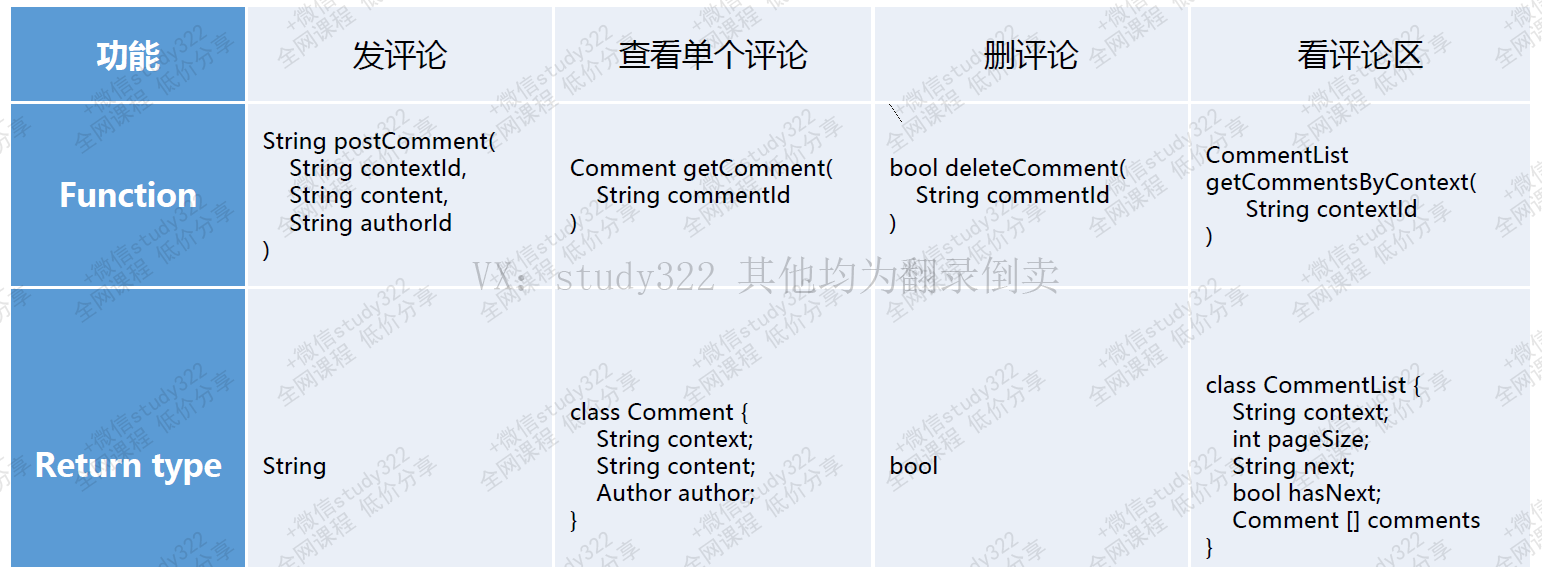 功能
发评论
查看单个评论
删评论
看评论区
Function
String postComment(
String contextId,
String content,
String authorId
)
Comment getComment(
String commentId
)
bool deleteComment(
String commentId
)
CommentList
getCommentsByContext(
String contextId
)
VX: study322 其他均为翻录倒卖
Return type
String
class Comment {
String context;
String content;
Author author;
}
bool
class CommentList {
String context;
int pageSize;
String next;
bool hasNext;
Comment [] comments
}
+微信study322
全网课程 低价分享